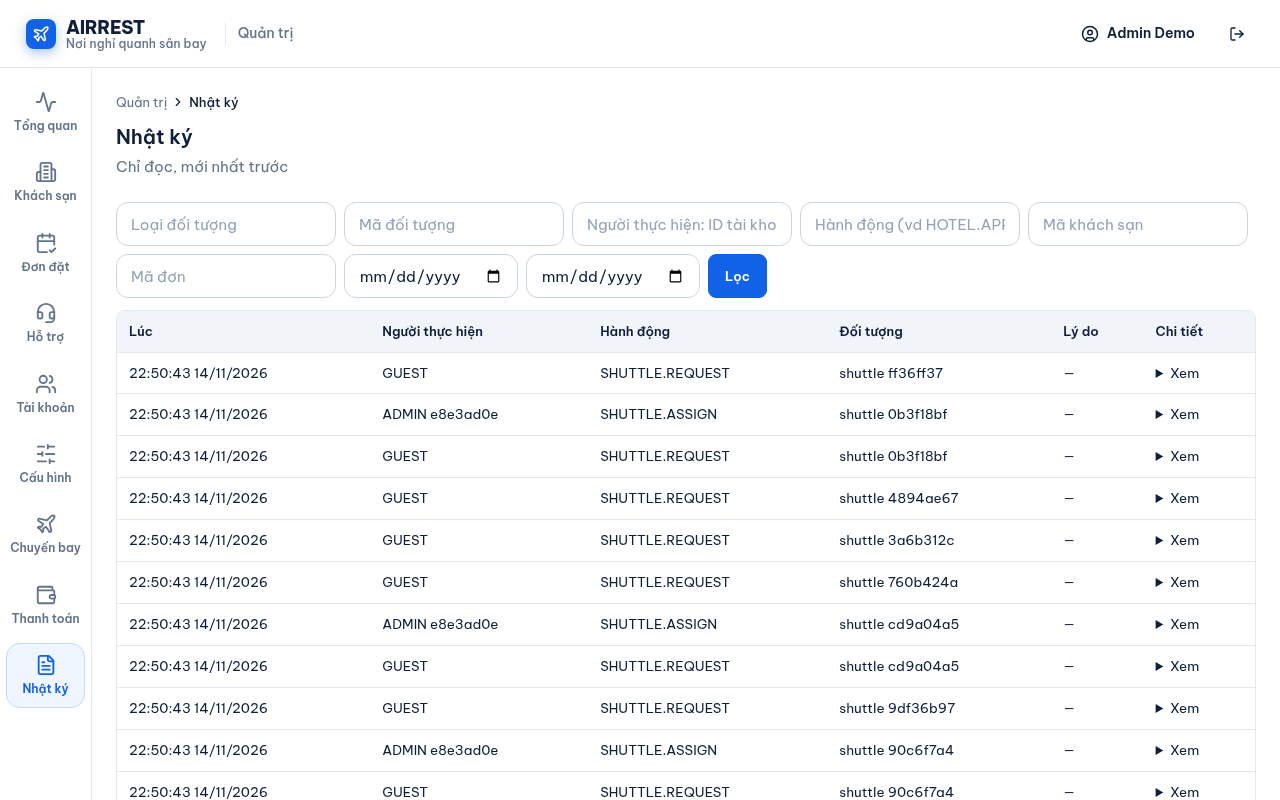 AIRREST
Nơi nghỉ quanh sân bay
Quản trị
Admin Demo
Tổng quan
Khách sạn
Đơn đặt
Hỗ trợ
Tài khoản
Cấu hình
Chuyến bay
Thanh toán
Nhật ký
Quản trị > Nhật ký
Nhật ký
Chỉ đọc, mới nhất trước
Loại đối tượng Mã đối tượng Người thực hiện: ID tài kho Hành động (vd HOTEL.APF Mã khách sạn
Mã đơn mm/dd/yyyy mm/dd/yyyy Lọc
Lúc Người thực hiện Hành động Đối tượng Lý do Chi tiết
22:50:43 14/11/2026 GUEST SHUTTLE.REQUEST shuttle ff36ff37 — Xem
22:50:43 14/11/2026 ADMIN e8e3ad0e SHUTTLE.ASSIGN shuttle 0b3f18bf — Xem
22:50:43 14/11/2026 GUEST SHUTTLE.REQUEST shuttle 0b3f18bf — Xem
22:50:43 14/11/2026 GUEST SHUTTLE.REQUEST shuttle 4894ae67 — Xem
22:50:43 14/11/2026 GUEST SHUTTLE.REQUEST shuttle 3a6b312c — Xem
22:50:43 14/11/2026 GUEST SHUTTLE.REQUEST shuttle 760b424a — Xem
22:50:43 14/11/2026 ADMIN e8e3ad0e SHUTTLE.ASSIGN shuttle cd9a04a5 — Xem
22:50:43 14/11/2026 GUEST SHUTTLE.REQUEST shuttle cd9a04a5 — Xem
22:50:43 14/11/2026 GUEST SHUTTLE.REQUEST shuttle 9df36b97 — Xem
22:50:43 14/11/2026 ADMIN e8e3ad0e SHUTTLE.ASSIGN shuttle 90c6f7a4 — Xem
22:50:43 14/11/2026 GUEST SHUTTLE.REQUEST shuttle 90c6f7a4 — Xem